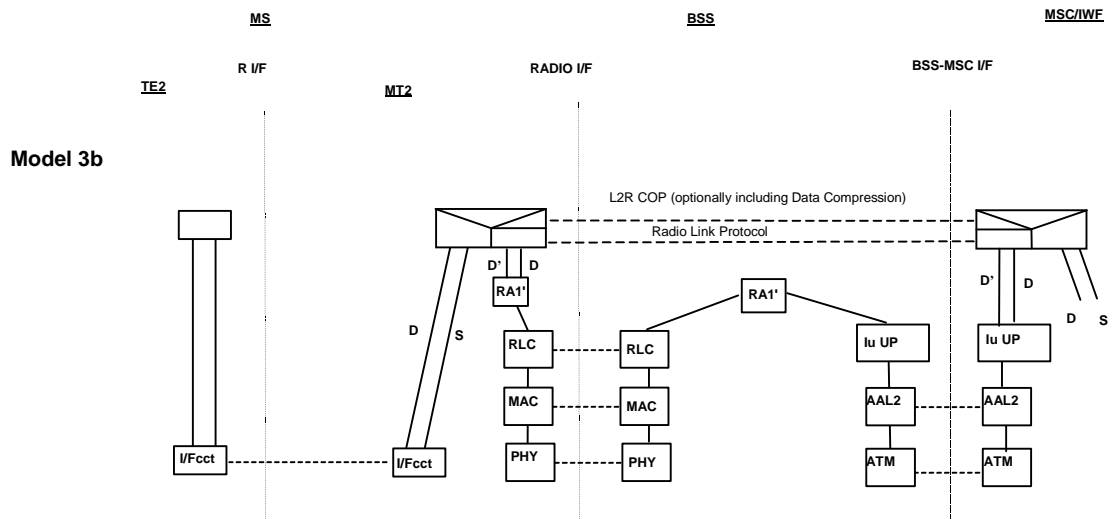 MS
BSS
MSC/IWF
R I/F
RADIO I/F
BSS-MSC I/F
TE2
MT2
Model 3b
L2R COP (optionally including Data Compression)
Radio Link Protocol
D’ D
D’ D
RA1'
RA1'
D S
D S
RLC
RLC
Iu UP
Iu UP
MAC
MAC
AAL2
AAL2
I/Fcct
I/Fcct
PHY
PHY
ATM
ATM